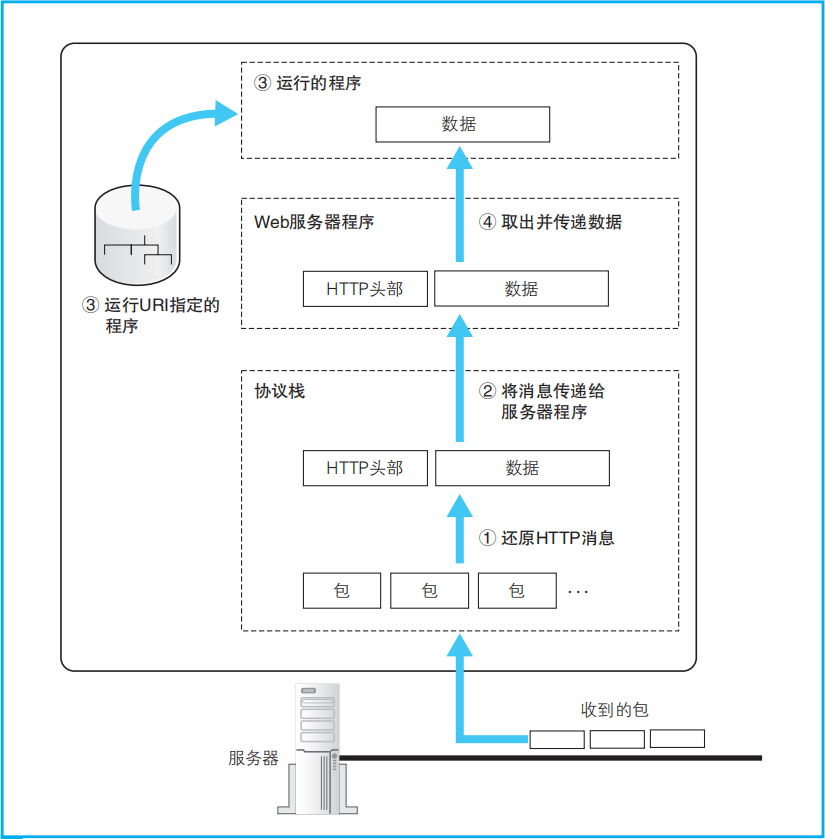 ③ 运行的程序
数据
Web服务器程序
④ 取出并传递数据
HTTP头部
数据
③ 运行URI指定的
程序
协议栈
② 将消息传递给
服务器程序
HTTP头部
数据
① 还原HTTP消息
包
包
包
…
收到的包
服务器